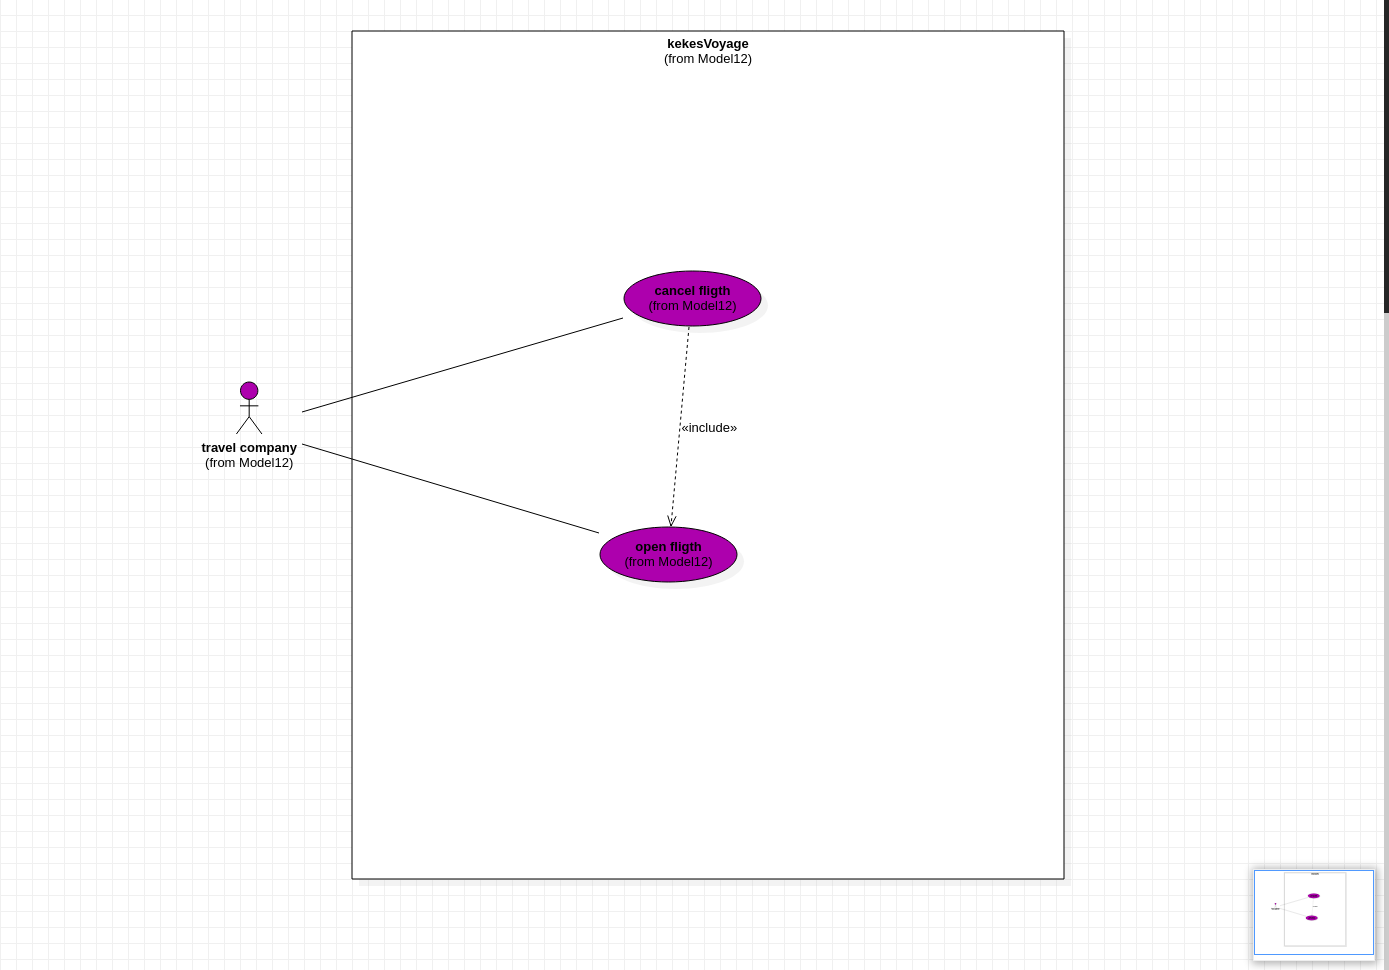 kekesVoyage
(from Model12)
cancel fligth
(from Model12)
travel company
(from Model12)
«include»
open fligth
(from Model12)